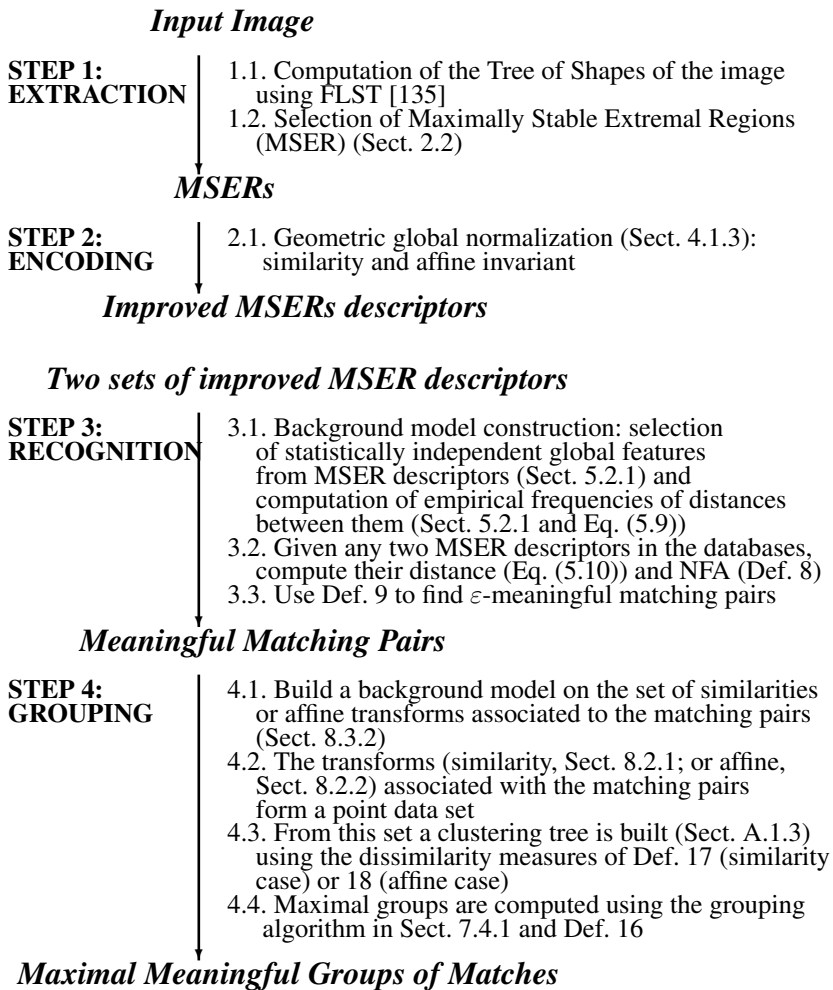 Input Image
STEP 1:
EXTRACTION
1.1. Computation of the Tree of Shapes of the image
using FLST [135]
1.2. Selection of Maximally Stable Extremal Regions
(MSER) (Sect. 2.2)
MSERs
STEP 2:
ENCODING
2.1. Geometric global normalization (Sect. 4.1.3):
similarity and affine invariant
Improved MSERs descriptors
Two sets of improved MSER descriptors
STEP 3:
RECOGNITION
3.1. Background model construction: selection
of statistically independent global features
from MSER descriptors (Sect. 5.2.1) and
computation of empirical frequencies of distances
between them (Sect. 5.2.1 and Eq. (5.9))
3.2. Given any two MSER descriptors in the databases,
compute their distance (Eq. (5.10)) and NFA (Def. 8)
3.3. Use Def. 9 to find ε-meaningful matching pairs
Meaningful Matching Pairs
STEP 4:
GROUPING
4.1. Build a background model on the set of similarities
or affine transforms associated to the matching pairs
(Sect. 8.3.2)
4.2. The transforms (similarity, Sect. 8.2.1; or affine,
Sect. 8.2.2) associated with the matching pairs
form a point data set
4.3. From this set a clustering tree is built (Sect. A.1.3)
using the dissimilarity measures of Def. 17 (similarity
case) or 18 (affine case)
4.4. Maximal groups are computed using the grouping
algorithm in Sect. 7.4.1 and Def. 16
Maximal Meaningful Groups of Matches